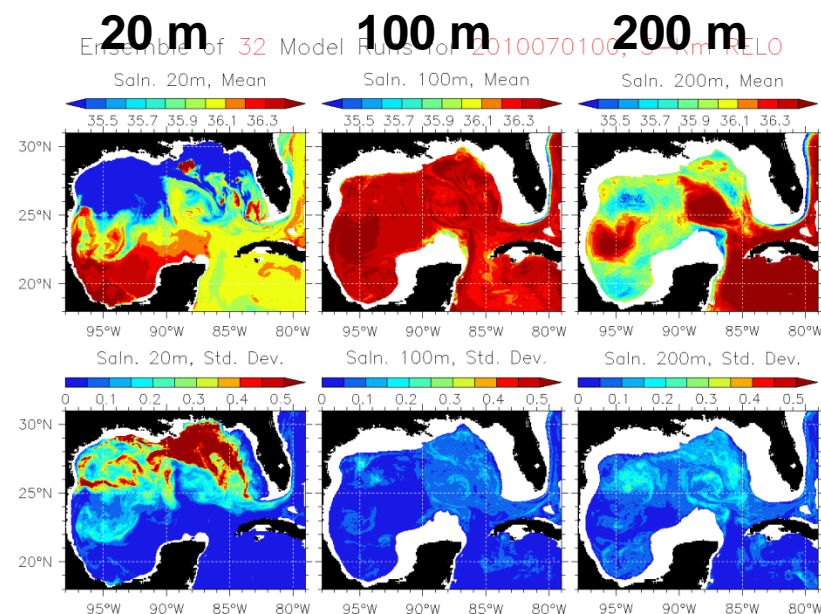 20 m 100 m 200 m
Ensemble of 32 Model Runs for 2010070100, 3-km RELO
Saln. 20m, Mean Saln. 100m, Mean Saln. 200m, Mean
35.5 35.7 35.9 36.1 36.3 35.5 35.7 35.9 36.1 36.3 35.5 35.7 35.9 36.1 36.3
30°N
25°N
20°N
95°W 90°W 85°W 80°W 95°W 90°W 85°W 80°W 95°W 90°W 85°W 80°W
Saln. 20m, Std. Dev. Saln. 100m, Std. Dev. Saln. 200m, Std. Dev.
0 0.1 0.2 0.3 0.4 0.5 0 0.1 0.2 0.3 0.4 0.5 0 0.1 0.2 0.3 0.4 0.5
30°N
25°N
20°N
95°W 90°W 85°W 80°W 95°W 90°W 85°W 80°W 95°W 90°W 85°W 80°W